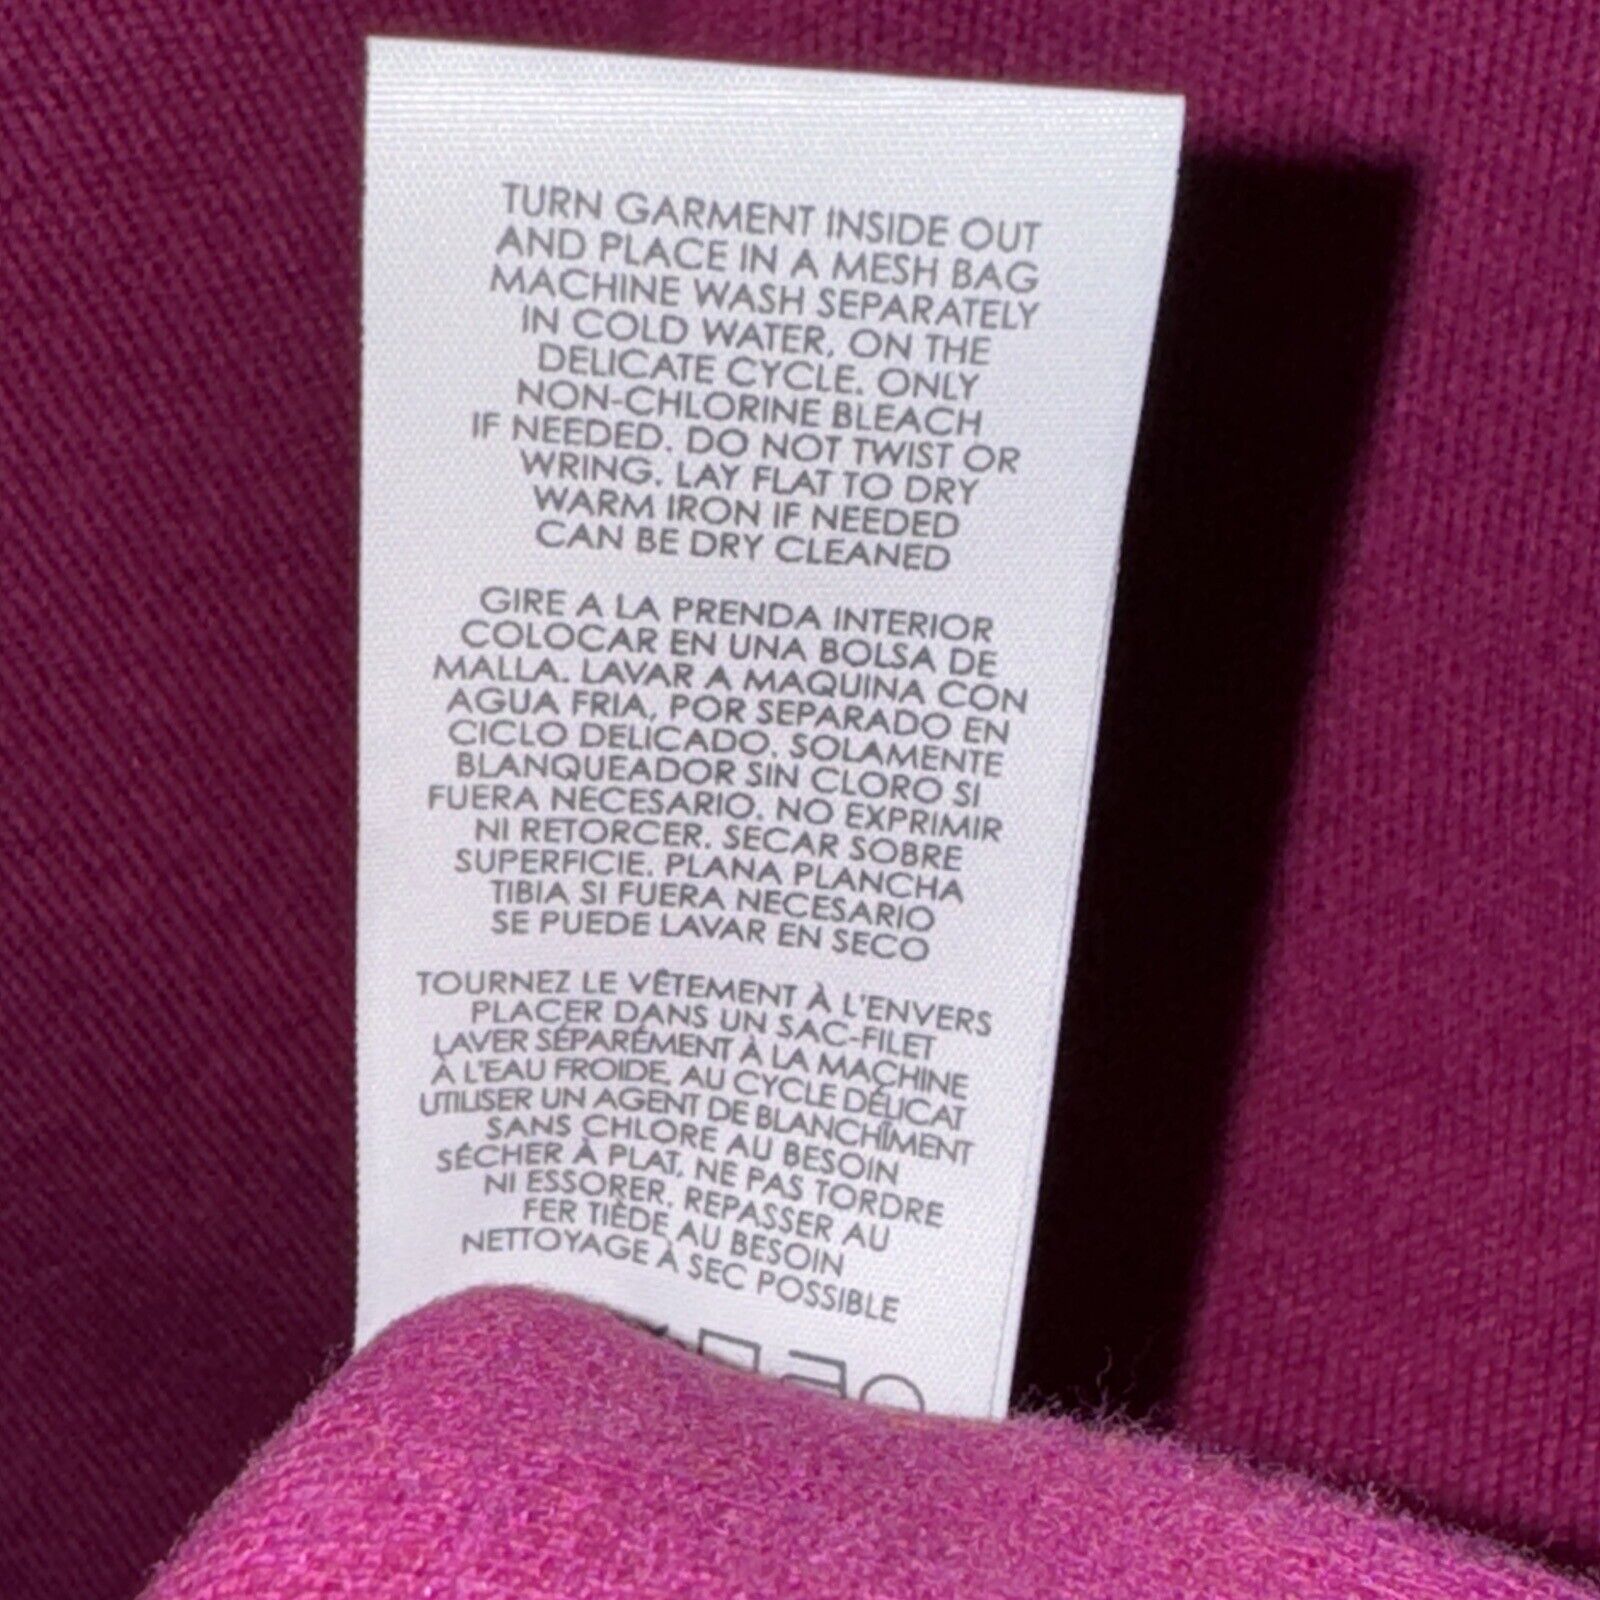 TURN GARMENT INSIDE OUT
AND PLACE IN A MESH BAG
MACHINE WASH SEPARATELY
IN COLD WATER, ON THE
DELICATE CYCLE. ONLY
NON-CHLORINE BLEACH
IF NEEDED. DO NOT TWIST OR
WRING. LAY FLAT TO DRY
WARM IRON IF NEEDED
CAN BE DRY CLEANED
GIRE A LA PRENDA INTERIOR
COLOCAR EN UNA BOLSA DE
MALLA. LAVAR A MAQUINA CON
AGUA FRIA, POR SEPARADO EN
CICLO DELICADO. SOLAMENTE
BLANQUEADOR SIN CLORO SI
FUERA NECESARIO. NO EXPRIMIR
NI RETORCER. SECAR SOBRE
SUPERFICIE. PLANA PLANCHA
TIBIA SI FUERA NECESARIO
SE PUEDE LAVAR EN SECO
TOURNEZ LE VÊTEMENT À L'ENVERS
PLACER DANS UN SAC-FILET
LAVER SÉPARÉMENT À LA MACHINE
À L'EAU FROIDE, AU CYCLE DÉLICAT
UTILISER UN AGENT DE BLANCHÎMENT
SANS CHLORE AU BESOIN
SÉCHER À PLAT, NE PAS TORDRE
NI ESSORER. REPASSER AU
FER TIÈDE AU BESOIN
NETTOYAGE À SEC POSSIBLE